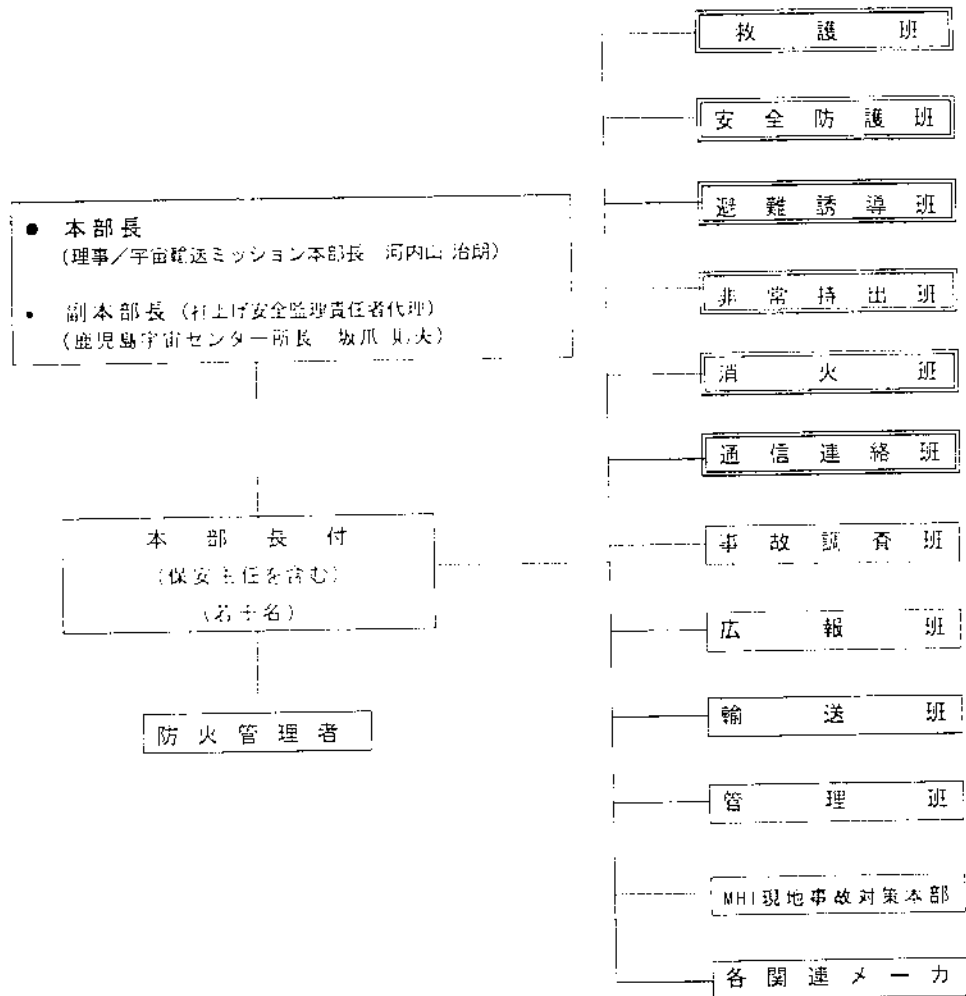 ● 本部長
(理事/宇宙輸送ミッション本部長 河内山 治朗)
● 副本部長 (打上げ安全監理責任者代理)
(鹿児島宇宙センター所長 坂爪 則夫)
本部長付
(保安主任を含む)
(若干名)
防火管理者
救護班
安全防護班
避難誘導班
非常持出班
消火班
通信連絡班
事故調査班
広報班
輸送班
管理班
MHI現地事故対策本部
各関連メーカ